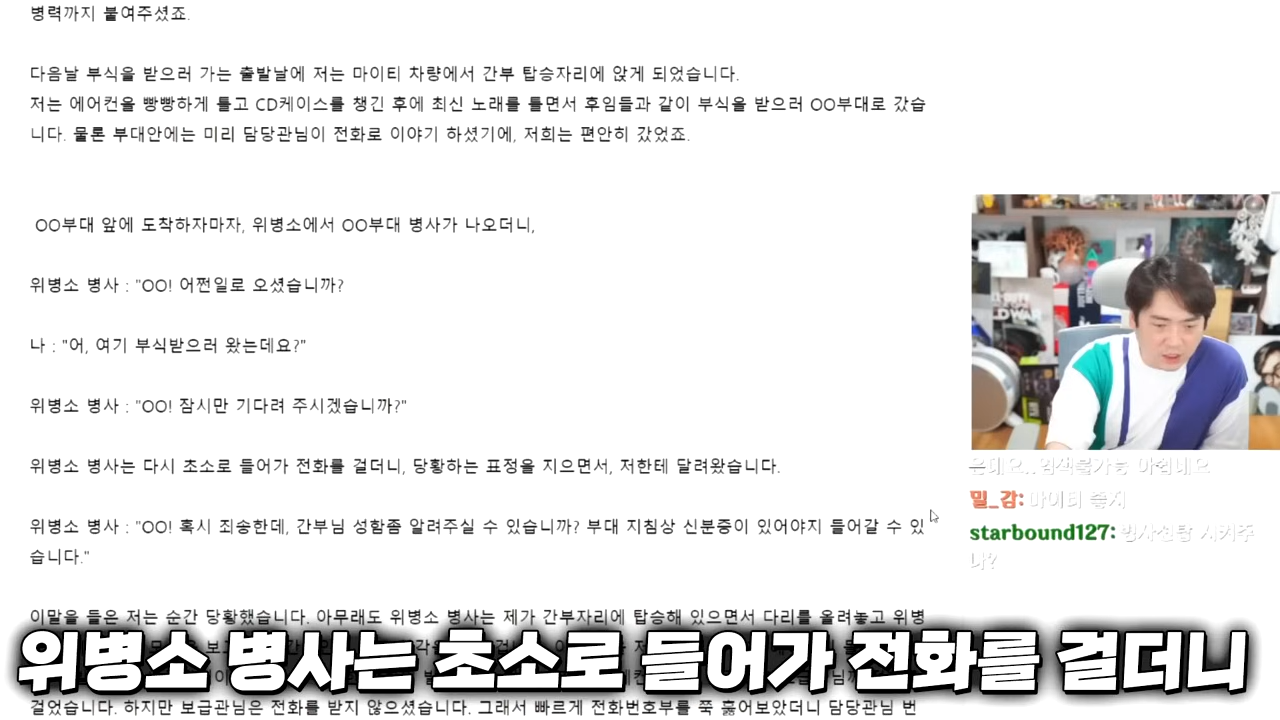 병력까지 붙여주셨죠.
다음날 부식을 받으러 가는 출발날에 저는 마이티 차량에서 간부 탑승자리에 앉게 되었습니다.
저는 에어컨을 빵빵하게 틀고 CD케이스를 챙긴 후에 최신 노래를 틀면서 후임들과 같이 부식을 받으러 OO부대로 갔습
니다. 물론 부대안에는 미리 담당관님이 전화로 이야기 하셨기에, 저희는 편안히 갔었죠.
OO부대 앞에 도착하자마자, 위병소에서 OO부대 병사가 나오더니,
위병소 병사 : "OO! 어쩐일로 오셨습니까?
나 : "어, 여기 부식받으러 왔는데요?"
위병소 병사 : "OO! 잠시만 기다려 주시겠습니까?"
위병소 병사는 다시 초소로 들어가 전화를 걸더니, 당황하는 표정을 지으면서, 저한테 달려왔습니다.
위병소 병사 : "OO! 혹시 죄송한데, 간부님 성함좀 알려주실 수 있습니까? 부대 지침상 신분증이 있어야지 들어갈 수 있
습니다."
이말을 들은 저는 순간 당황했습니다. 아무래도 위병소 병사는 제가 간부자리에 탑승해 있으면서 다리를 올려놓고 위병
걸었습니다. 하지만 보급관님은 전화를 받지 않으셨습니다. 그래서 빠르게 전화번호부를 쭉 훑어보았더니 담당관님 번
위병소 병사는 초소로 들어가 전화를 걸더니
밀_감: 마이티 좋지
starbound127: 병사식당 시켜주
나?